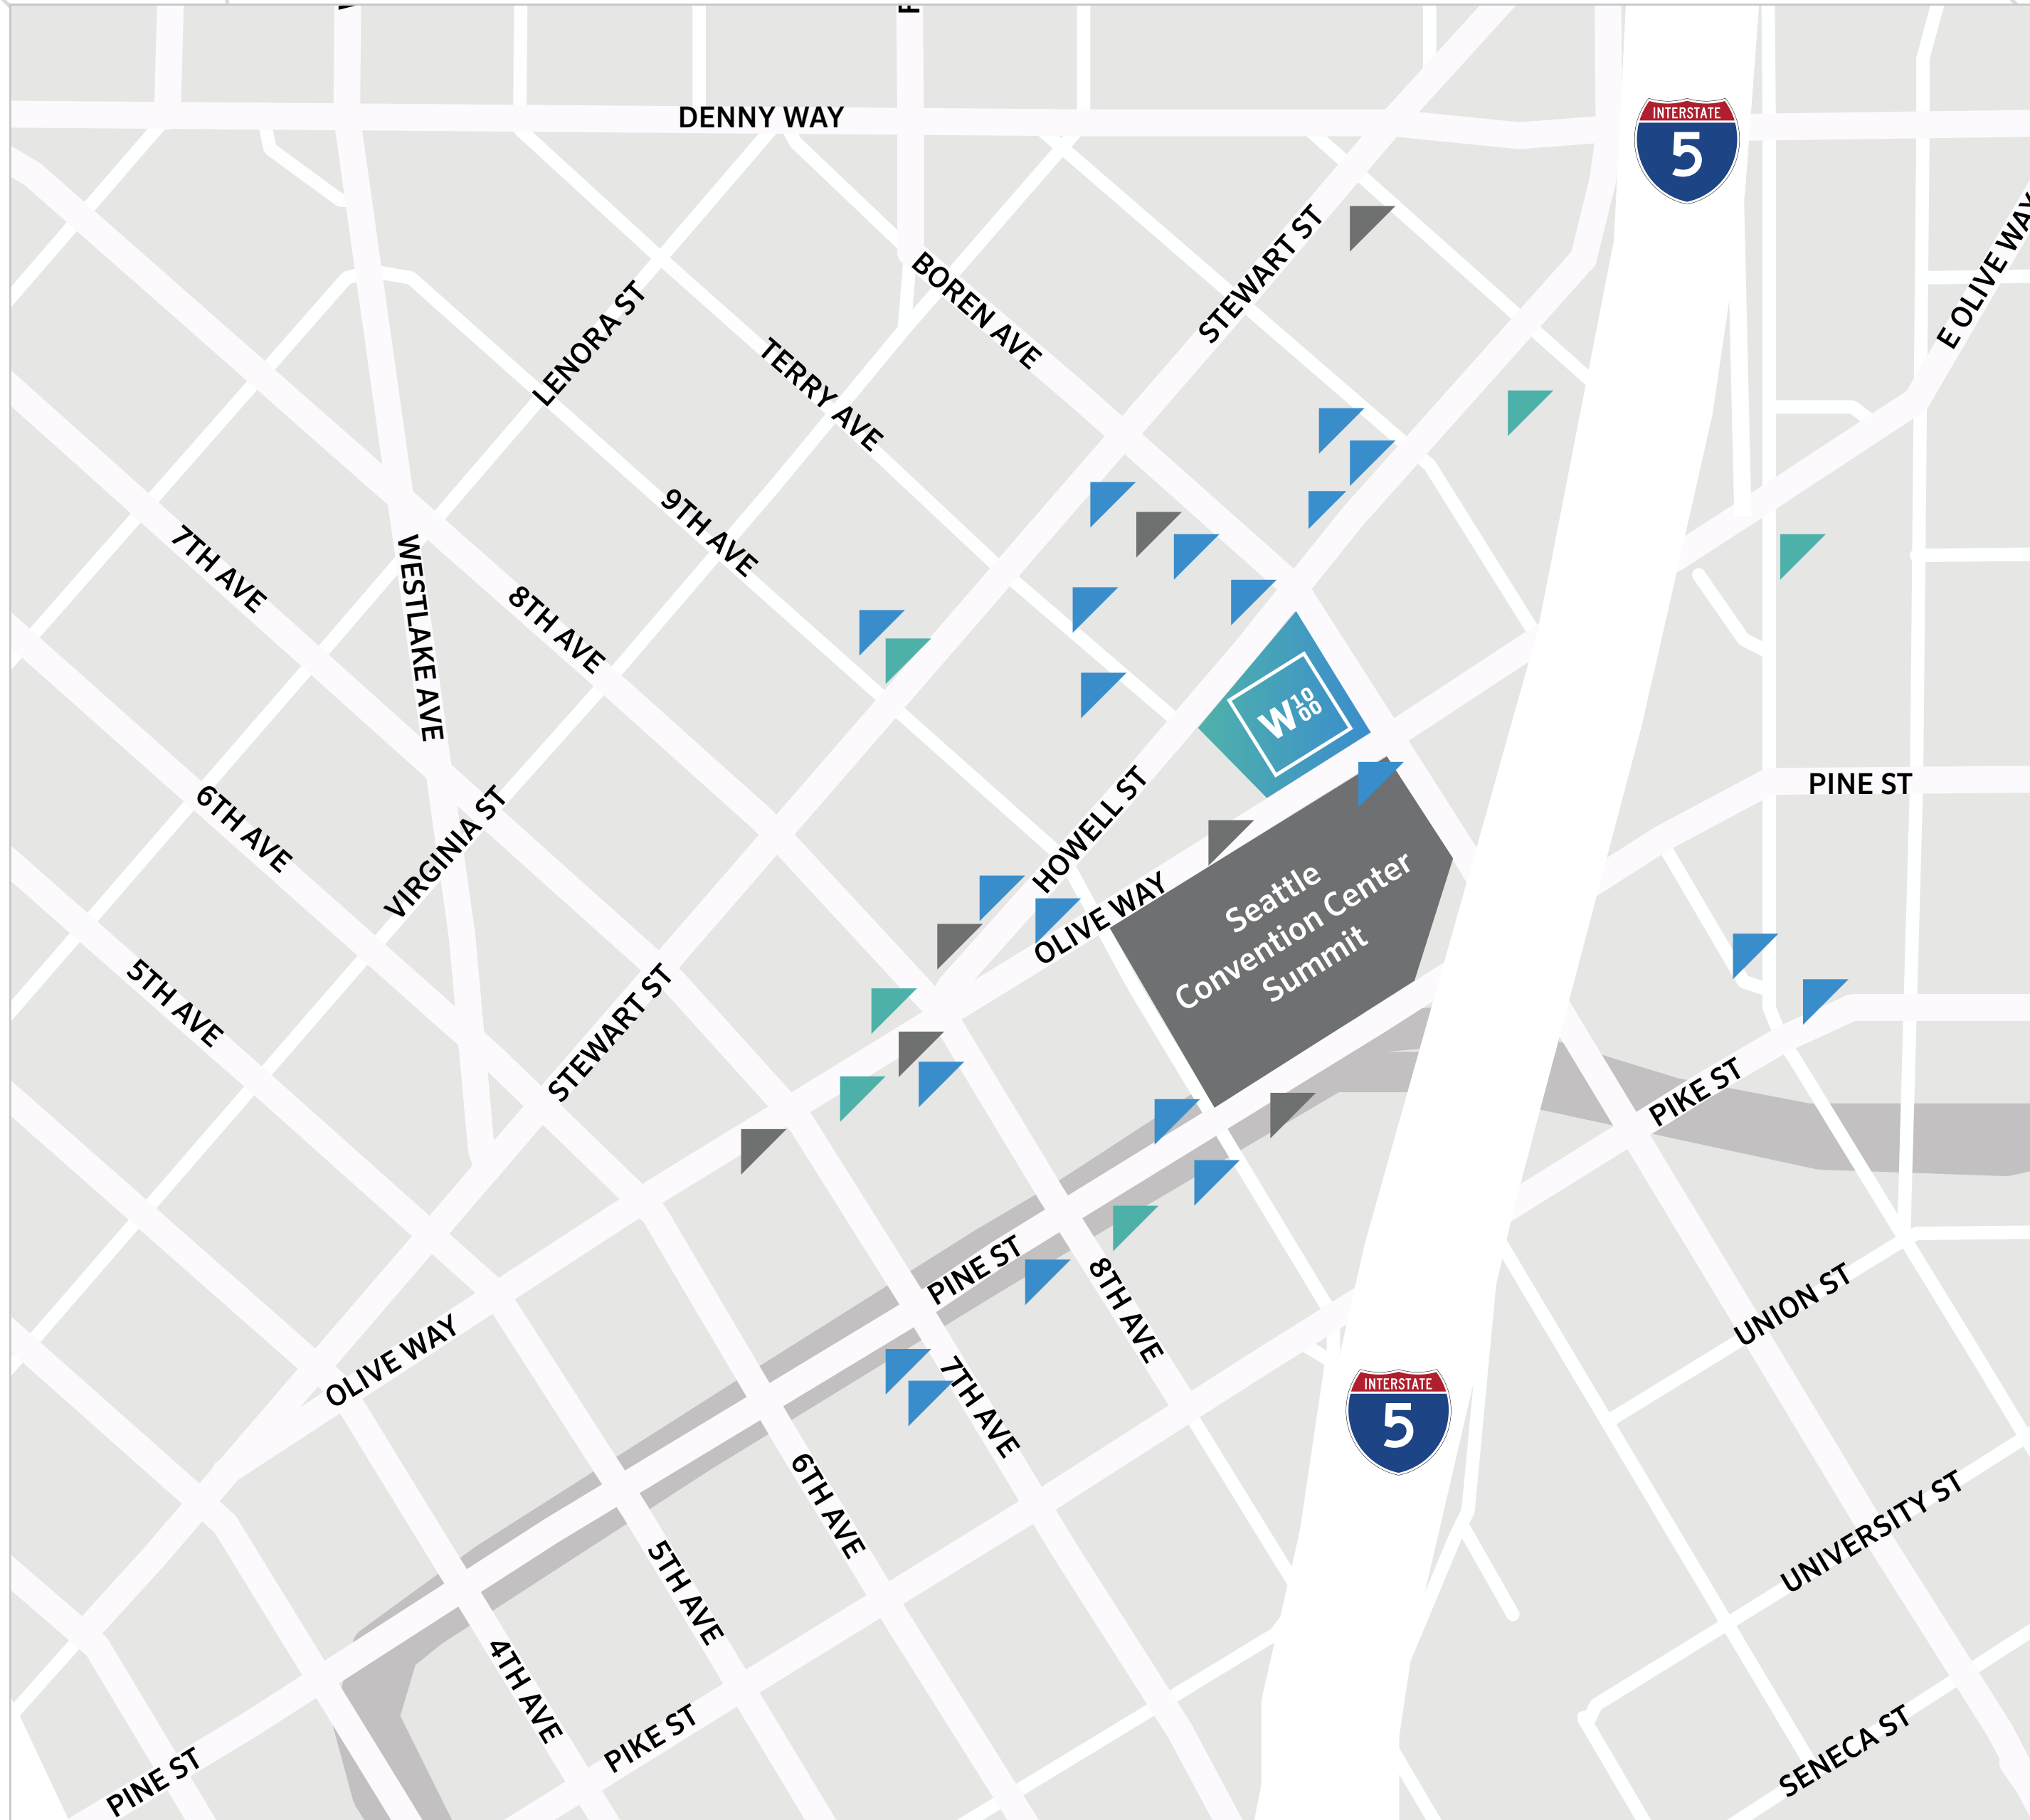 DENNY WAY
INTERSTATE
5
E OLIVE WAY
STEWART ST
BOREN AVE
LENORA ST
TERRY AVE
9TH AVE
7TH AVE
WESTLAKE AVE
8TH AVE
W 10
00
PINE ST
6TH AVE
VIRGINIA ST
HOWELL ST
OLIVE WAY
Seattle
Convention Center
Summit
5TH AVE
STEWART ST
PIKE ST
PINE ST
8TH AVE
UNION ST
OLIVE WAY
7TH AVE
INTERSTATE
5
6TH AVE
UNIVERSITY ST
5TH AVE
4TH AVE
PIKE ST
SENECA ST
PINE ST